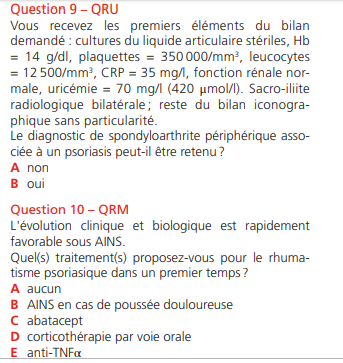 Question 9 – QRU
Vous recevez les premiers éléments du bilan
demandé : cultures du liquide articulaire stériles, Hb
= 14 g/dl, plaquettes = 350 000/mm³, leucocytes
= 12 500/mm³, CRP = 35 mg/l, fonction rénale nor-
male, uricémie = 70 mg/l (420 µmol/l). Sacro-iliite
radiologique bilatérale ; reste du bilan iconogra-
phique sans particularité.
Le diagnostic de spondyloarthrite périphérique asso-
ciée à un psoriasis peut-il être retenu ?
A non
B oui
Question 10 – QRM
L'évolution clinique et biologique est rapidement
favorable sous AINS.
Quel(s) traitement(s) proposez-vous pour le rhuma-
tisme psoriasique dans un premier temps ?
A aucun
B AINS en cas de poussée douloureuse
C abatacept
D corticothérapie par voie orale
E anti-TNFα